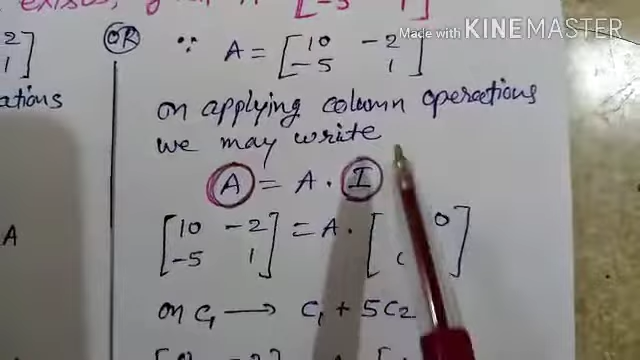 exists,
Made with KINEMASTER
-5 1
2
1
OR ∵ A = [10 -2
-5 1]
ations
on applying column operations
we may write
A = A . I
A
[10 -2
-5 1] = A . [ 0
]
on C₁ → C₁ + 5C₂